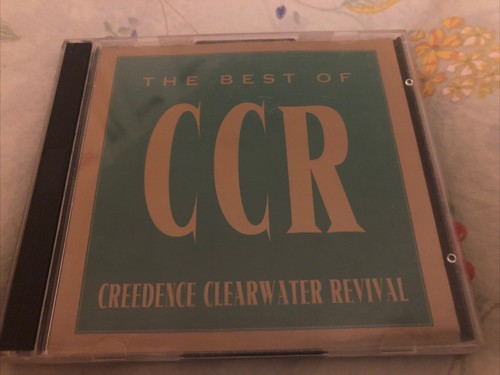 THE BEST OF
CCR
CREEDENCE CLEARWATER REVIVAL